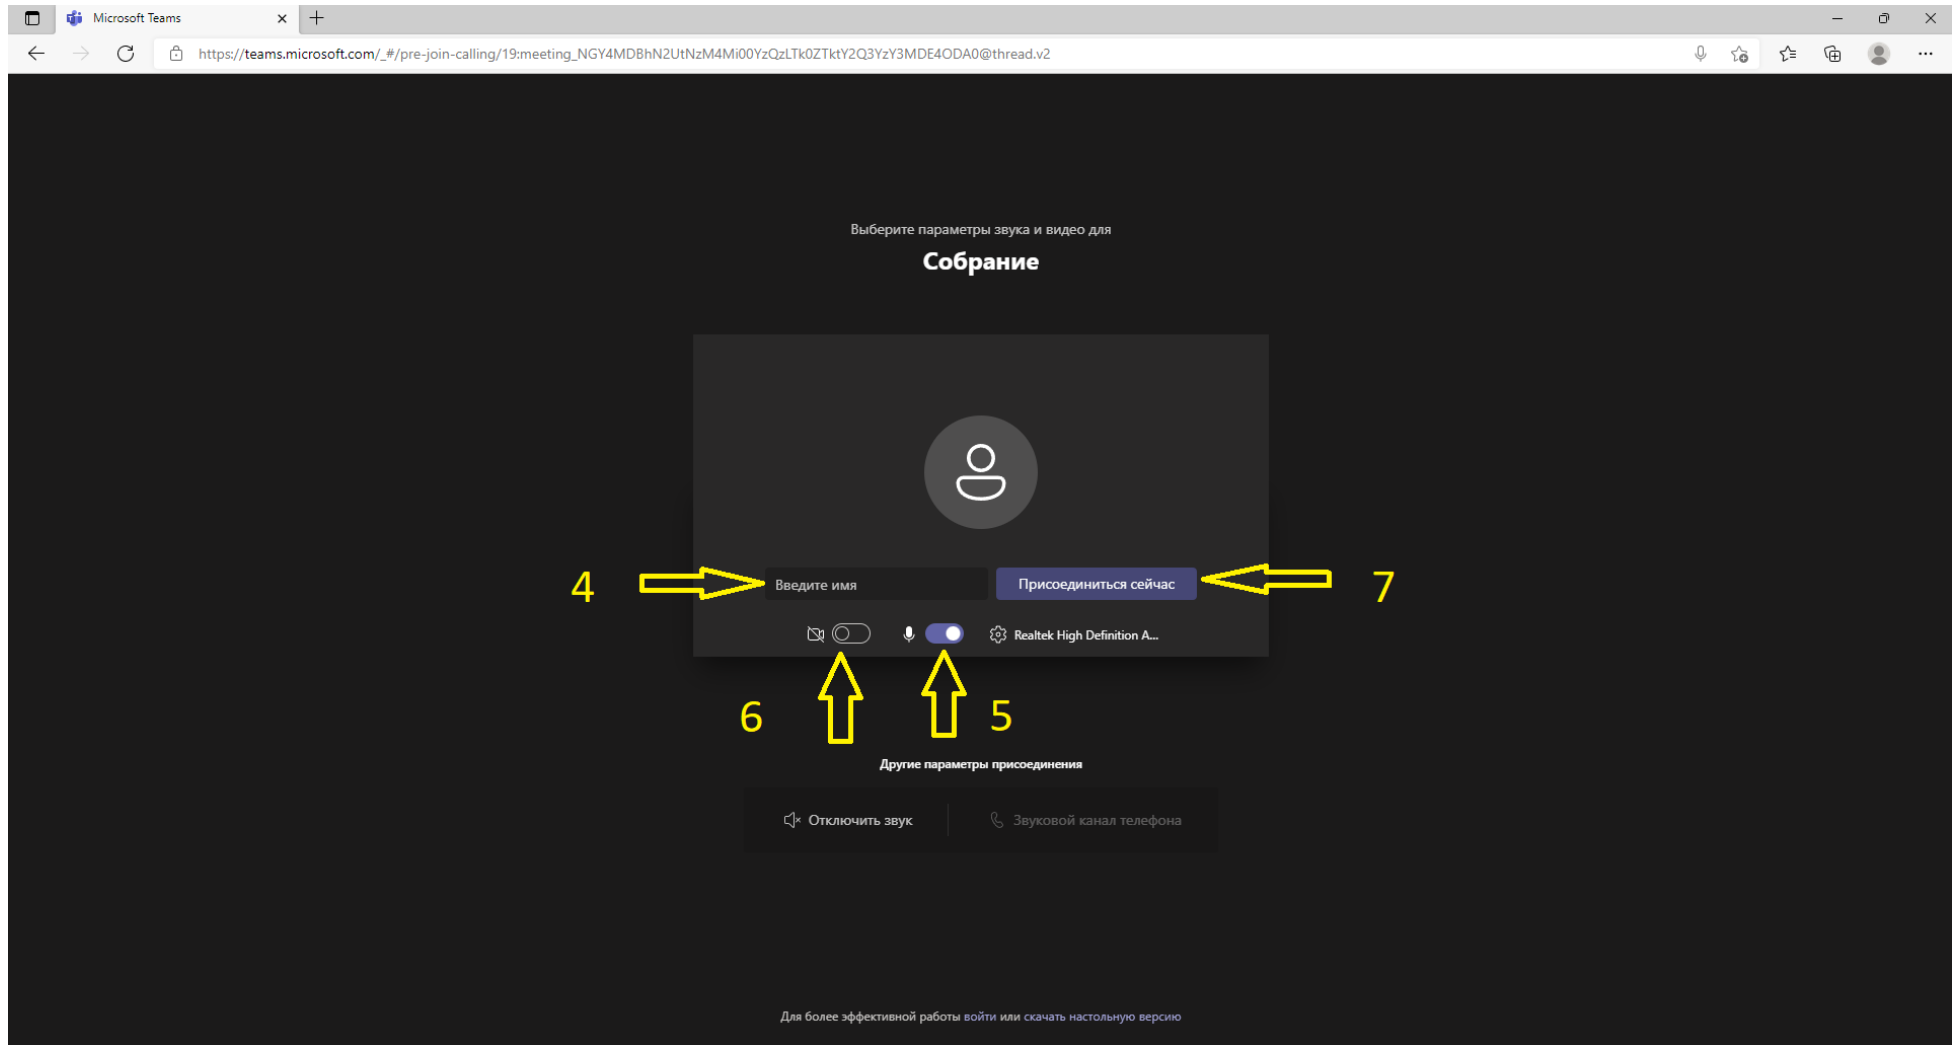 Microsoft Teams
https://teams.microsoft.com/_#/pre-join-calling/19:meeting_NGY4MDBhN2UtNzM4Mi00YzQzLTk0ZTktY2Q3YzY3MDE4ODA0@thread.v2
Выберите параметры звука и видео для
Собрание
4 Введите имя Присоединиться сейчас 7
Realtek High Definition A...
6 5
Другие параметры присоединения
Отключить звук Звуковой канал телефона
Для более эффективной работы войти или скачать настольную версию